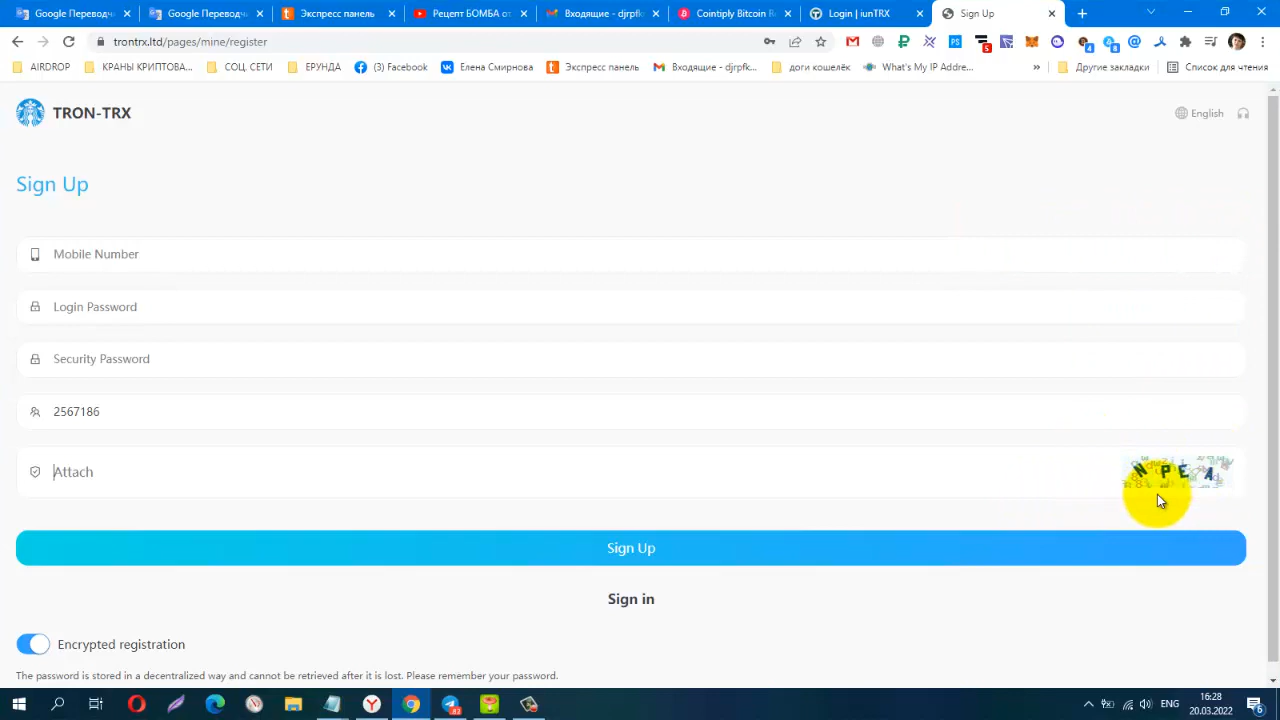 Google Переводч
Google Переводч
Экспресс панель
Рецепт БОМБА от
Входящие - djrpfk
Cointiply Bitcoin R
Login | iunTRX
Sign Up
trontrx.ltd/pages/mine/register
5
4
8
AIRDROP
КРАНЫ КРИПТОВА...
СОЦ. СЕТИ
ЕРУНДА
(3) Facebook
Елена Смирнова
Экспресс панель
Входящие - djrpfk...
доги кошелёк
What's My IP Addre...
»
Другие закладки
Список для чтения
TRON-TRX
English
Sign Up
Mobile Number
Login Password
Security Password
2567186
Attach
N P E A
Sign Up
Sign in
Encrypted registration
The password is stored in a decentralized way and cannot be retrieved after it is lost. Please remember your password.
ENG
16:28
20.03.2022
6